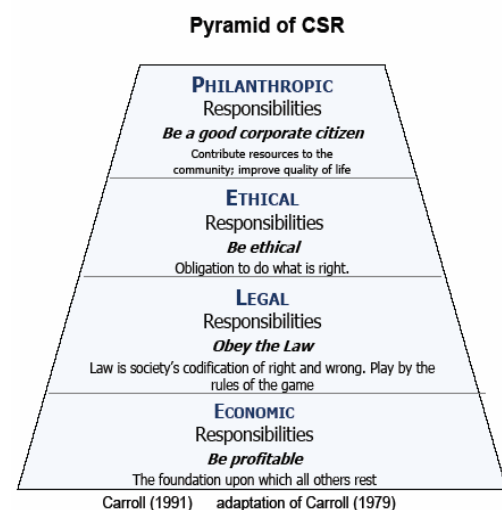 Pyramid of CSR
PHILANTHROPIC
Responsibilities
Be a good corporate citizen
Contribute resources to the
community; improve quality of life
ETHICAL
Responsibilities
Be ethical
Obligation to do what is right.
LEGAL
Responsibilities
Obey the Law
Law is society's codification of right and wrong. Play by the
rules of the game
ECONOMIC
Responsibilities
Be profitable
The foundation upon which all others rest
Carroll (1991) adaptation of Carroll (1979)